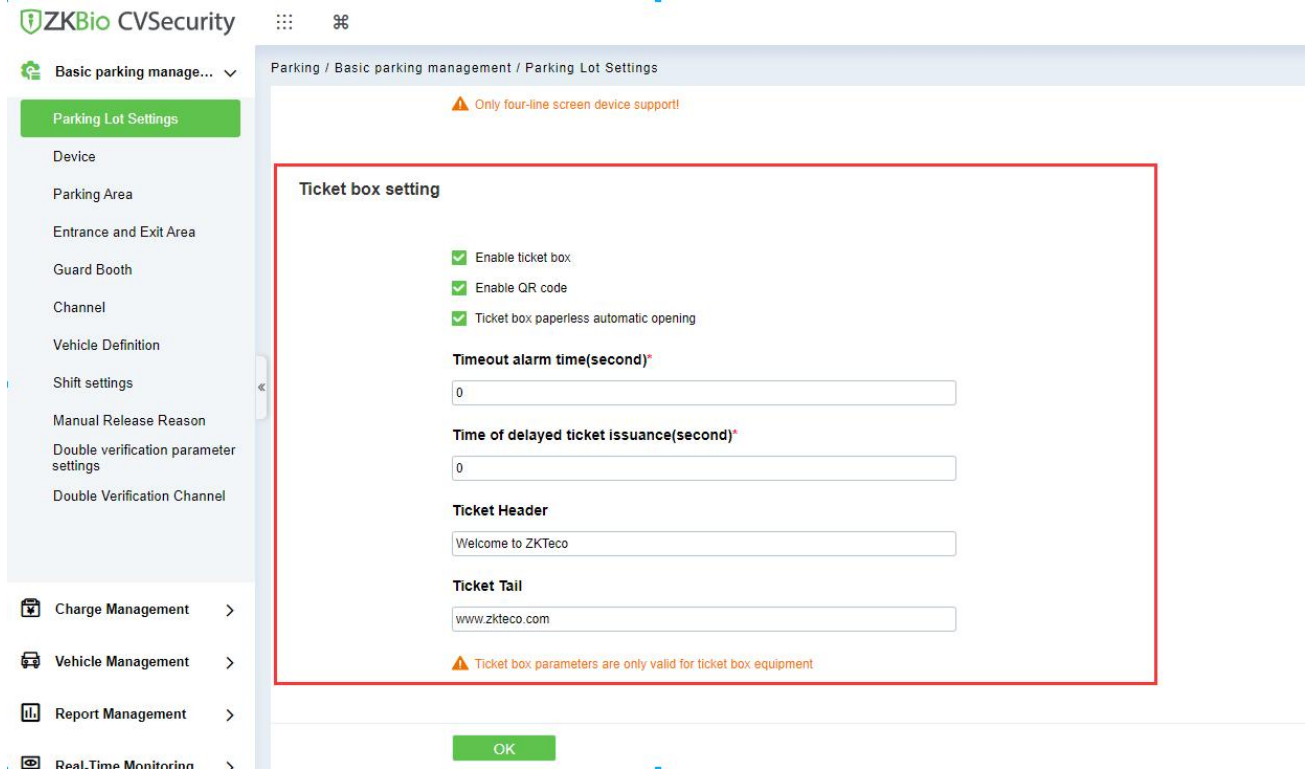 ZKBio CVSecurity
Basic parking manage...
Parking Lot Settings
Device
Parking Area
Entrance and Exit Area
Guard Booth
Channel
Vehicle Definition
Shift settings
Manual Release Reason
Double verification parameter
settings
Double Verification Channel
Charge Management
Vehicle Management
Report Management
Real-Time Monitoring
Parking / Basic parking management / Parking Lot Settings
Only four-line screen device support!
Ticket box setting
Enable ticket box
Enable QR code
Ticket box paperless automatic opening
Timeout alarm time(second)*
0
Time of delayed ticket issuance(second)*
0
Ticket Header
Welcome to ZKTeco
Ticket Tail
www.zkteco.com
Ticket box parameters are only valid for ticket box equipment
OK